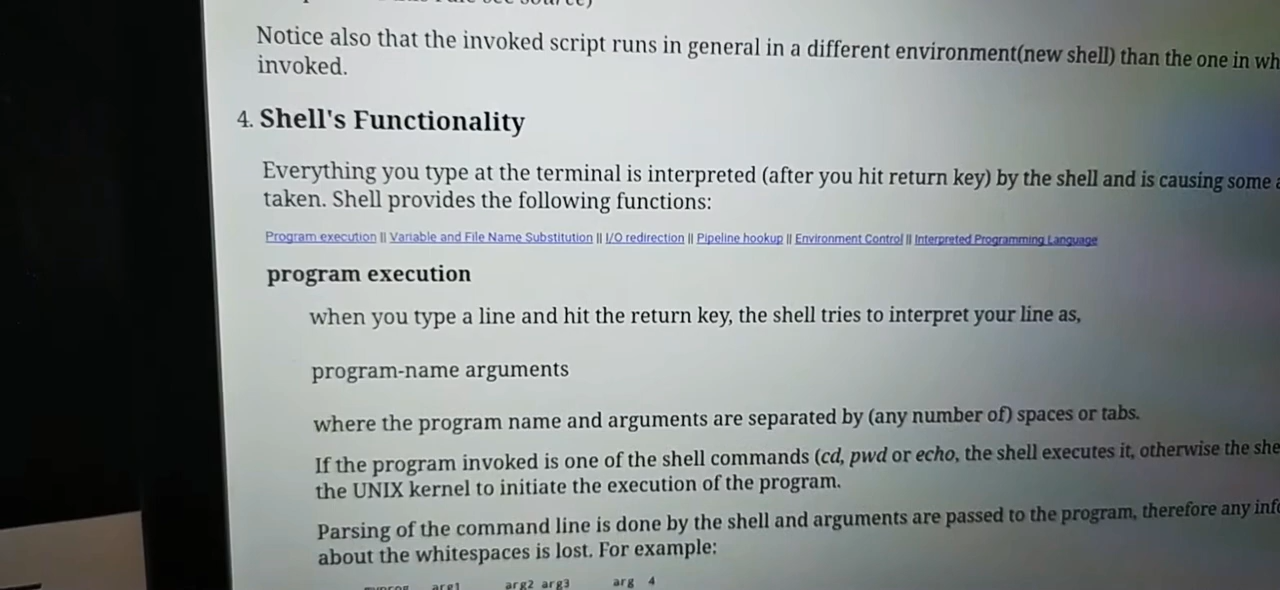 Notice also that the invoked script runs in general in a different environment(new shell) than the one in wh
invoked.
4. Shell's Functionality
Everything you type at the terminal is interpreted (after you hit return key) by the shell and is causing some a
taken. Shell provides the following functions:
Program execution || Variable and File Name Substitution || I/O redirection || Pipeline hookup || Environment Control || Interpreted Programming Language
program execution
when you type a line and hit the return key, the shell tries to interpret your line as,
program-name arguments
where the program name and arguments are separated by (any number of) spaces or tabs.
If the program invoked is one of the shell commands (cd, pwd or echo, the shell executes it, otherwise the she
the UNIX kernel to initiate the execution of the program.
Parsing of the command line is done by the shell and arguments are passed to the program, therefore any info
about the whitespaces is lost. For example:
arg1 arg2 arg3 arg 4